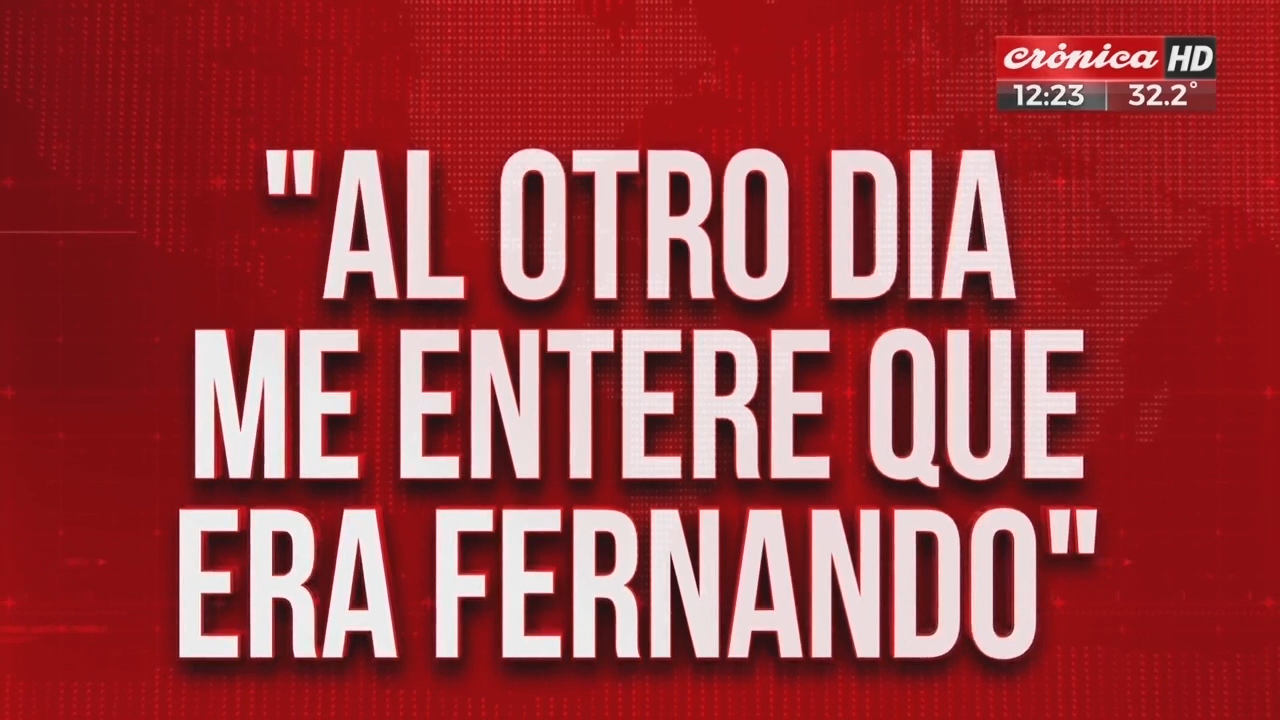 crónica HD
12:23 32.2°
"AL OTRO DIA
ME ENTERE QUE
ERA FERNANDO"